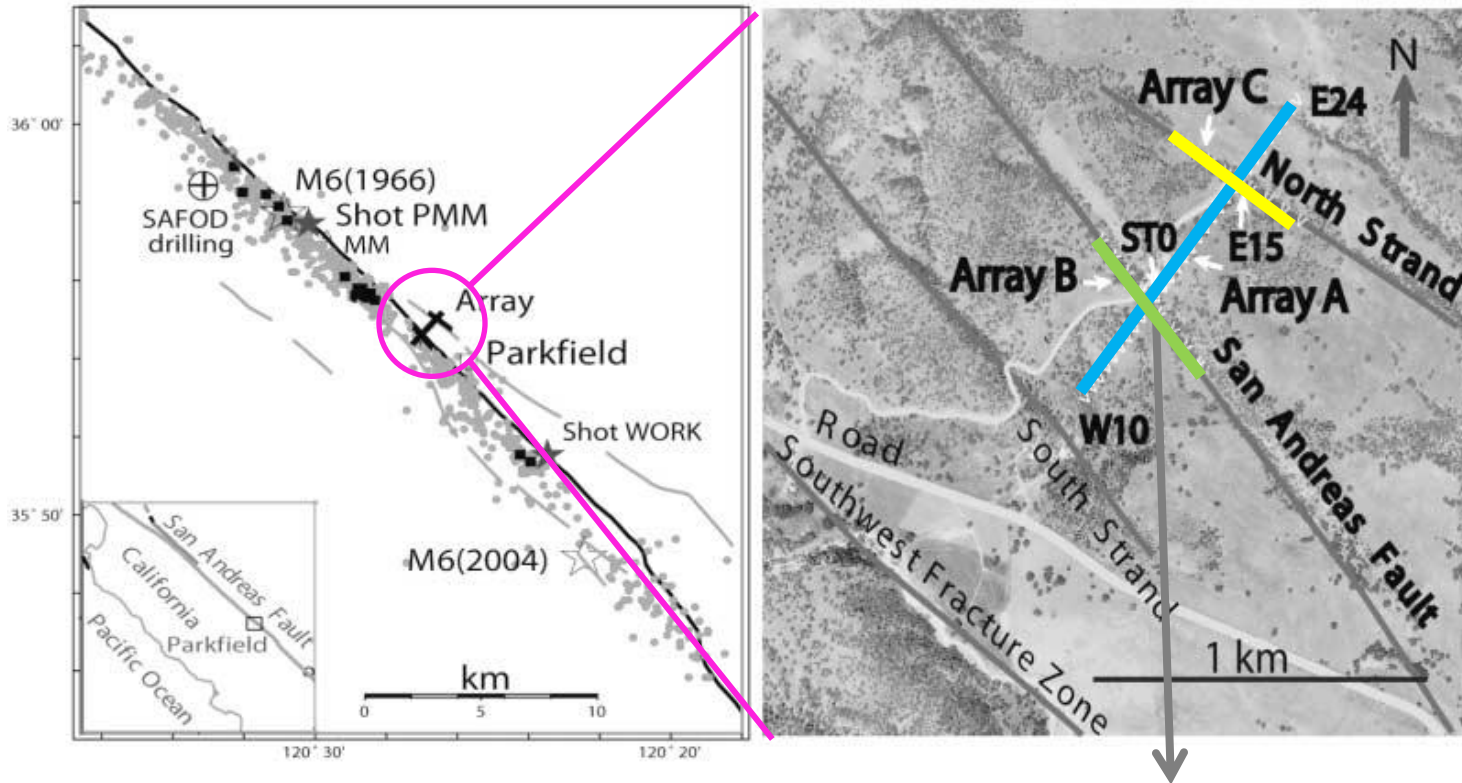 36° 00'
M6(1966)
Shot PMM
MM
SAFOD
drilling
Array
Parkfield
Shot WORK
35° 50'
M6(2004)
San Andreas Fault
California
Parkfield
Pacific Ocean
km
0 5 10
120° 30'
120° 20'
N
Array C
E24
North Strand
ST0
E15
Array B
Array A
San Andreas Fault
W10
Road
South Strand
Southwest Fracture Zone
1 km